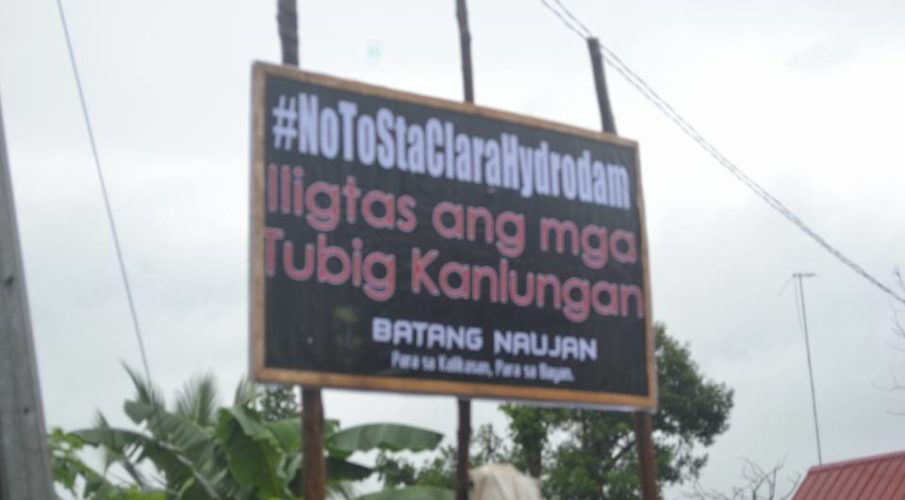 #NoToStaClaraHydrodam
Iligtas ang mga
Tubig Kanlungan
BATANG NAUJAN
Para sa Kalikasan, Para sa Bayan.